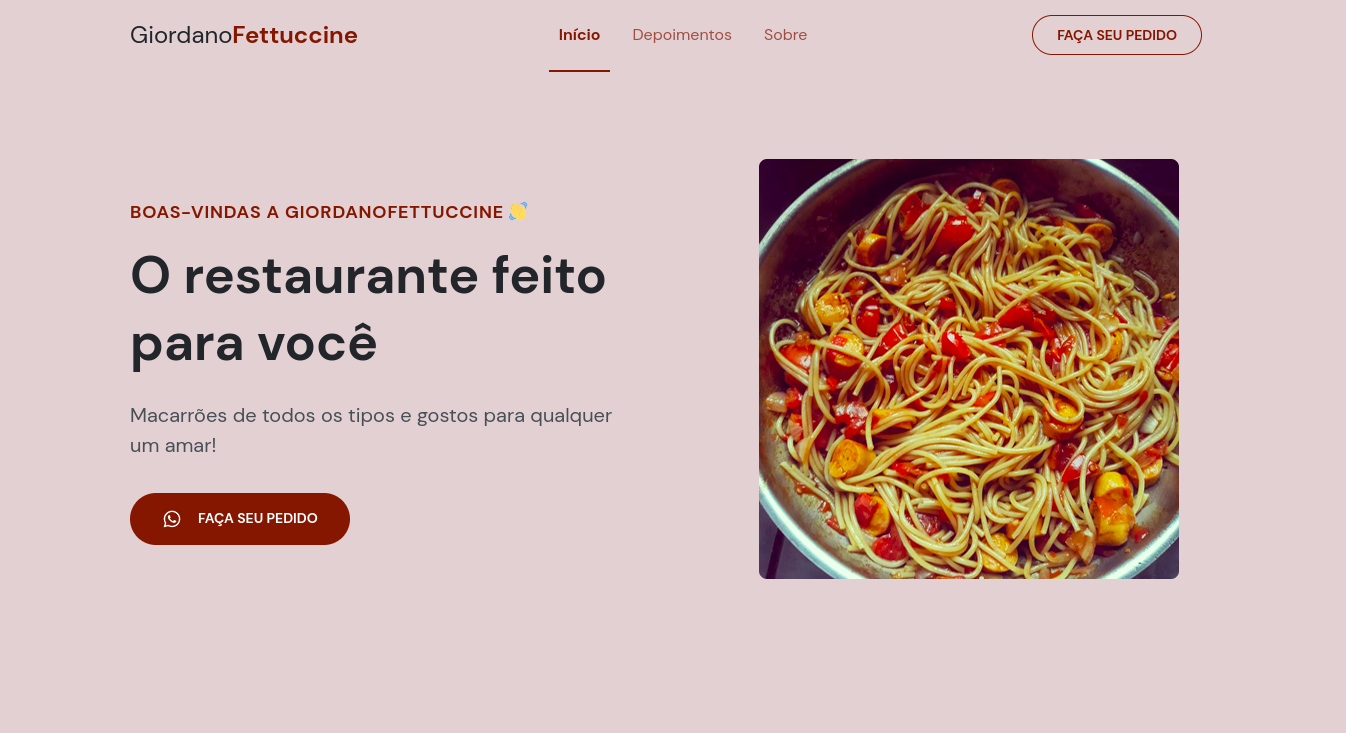 GiordanoFettuccine
Início
Depoimentos
Sobre
FAÇA SEU PEDIDO
BOAS-VINDAS A GIORDANOFETTUCCINE 👋
O restaurante feito
para você
Macarrões de todos os tipos e gostos para qualquer
um amar!
FAÇA SEU PEDIDO